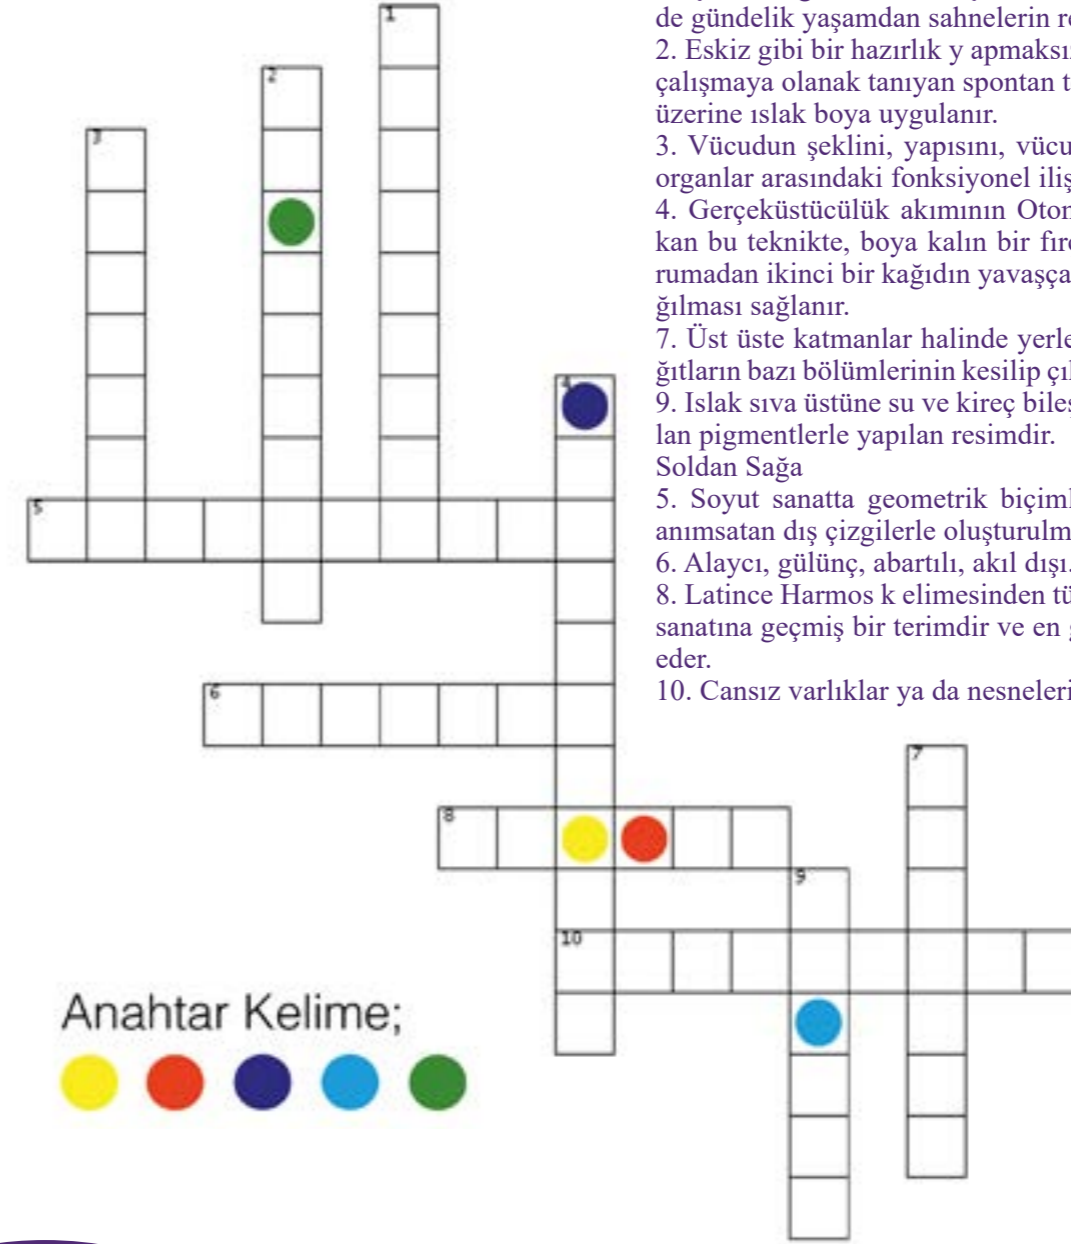 de gündelik yaşamdan sahnelerin
2. Eskiz gibi bir hazırlık y apmaksı
çalışmaya olanak tanıyan spontan
üzerine ıslak boya uygulanır.
3. Vücudun şeklini, yapısını, vücu
organlar arasındaki fonksiyonel iliş
4. Gerçeküstücülük akımının Oton
kan bu teknikte, boya kalın bir fır
rumadan ikinci bir kağıdın yavaşça
ğılması sağlanır.
7. Üst üste katmanlar halinde yerle
ğıtların bazı bölümlerinin kesilip çı
9. Islak sıva üstüne su ve kireç bileş
lan pigmentlerle yapılan resimdir.
Soldan Sağa
5. Soyut sanatta geometrik biçiml
anımsatan dış çizgilerle oluşturulm
6. Alaycı, gülünç, abartılı, akıl dışı.
8. Latince Harmos k elimesinden tü
sanatına geçmiş bir terimdir ve en
eder.
10. Cansız varlıklar ya da nesneleri
1
2
3
4
5
6
7
8
9
10
Anahtar Kelime;